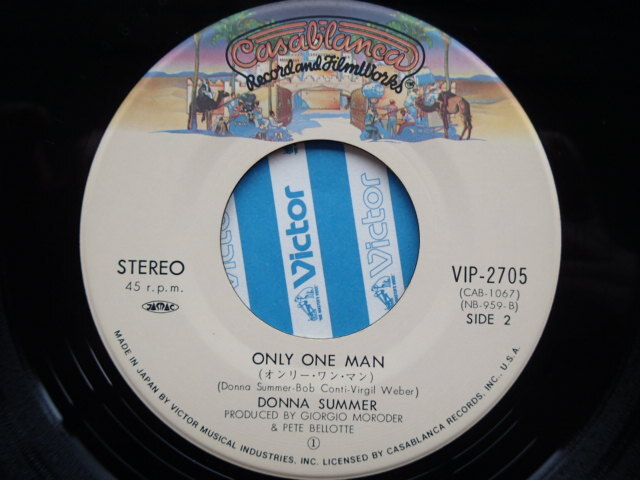 Casablanca
Record and FilmWorks
Victor
Victor
Victor
STEREO
45 r.p.m.
JASRAC
VIP-2705
(CAB-1067)
(NB-959-B)
SIDE 2
ONLY ONE MAN
(オンリー・ワン・マン)
(Donna Summer-Bob Conti-Virgil Weber)
DONNA SUMMER
PRODUCED BY GIORGIO MORODER
& PETE BELLOTTE
①
MADE IN JAPAN BY VICTOR MUSICAL INDUSTRIES, INC. LICENSED BY CASABLANCA RECORDS, INC., U.S.A.